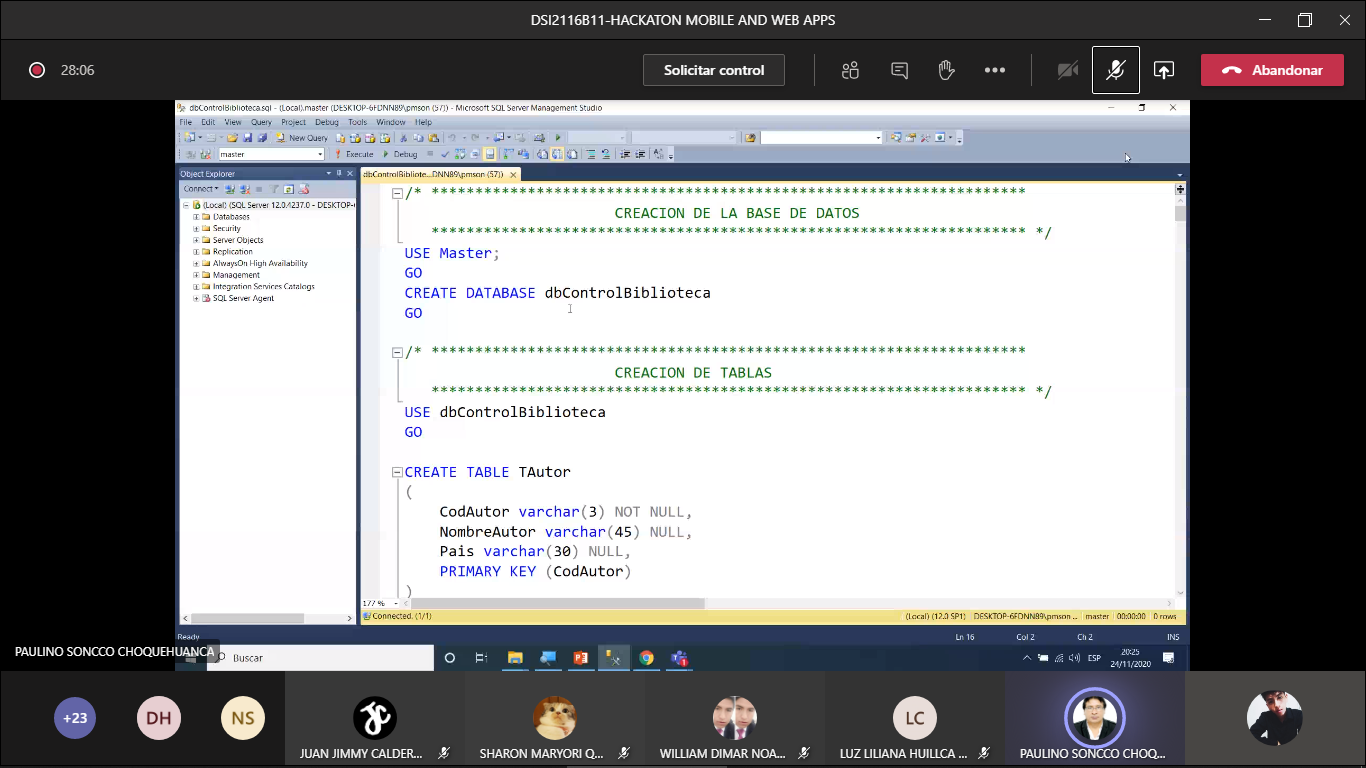 DSI2116B11-HACKATON MOBILE AND WEB APPS
28:06
Solicitar control
Abandonar
dbControlBiblioteca.sql - (Local).master (DESKTOP-6FDNN89\pmson (57)) - Microsoft SQL Server Management Studio
File Edit View Query Project Debug Tools Window Help
New Query
master Execute Debug
Object Explorer
dbControlBibliote...DNN89\pmson (57))
Connect
(Local) (SQL Server 12.0.4237.0 - DESKTOP-
Databases
Security
Server Objects
Replication
AlwaysOn High Availability
Management
Integration Services Catalogs
SQL Server Agent
/* ********************************************************************
CREACION DE LA BASE DE DATOS
******************************************************************** */
USE Master;
GO
CREATE DATABASE dbControlBiblioteca
GO
/* ********************************************************************
CREACION DE TABLAS
******************************************************************** */
USE dbControlBiblioteca
GO
CREATE TABLE TAutor
(
CodAutor varchar(3) NOT NULL,
NombreAutor varchar(45) NULL,
Pais varchar(30) NULL,
PRIMARY KEY (CodAutor)
)
177 %
Connected. (1/1)
(Local) (12.0 SP1) DESKTOP-6FDNN89\pmson ... master 00:00:00 0 rows
Ready
Ln 16 Col 2 Ch 2 INS
PAULINO SONCCO CHOQUEHUANCA
Buscar
ESP
20:25
24/11/2020
+23
DH
NS
LC
JUAN JIMMY CALDER...
SHARON MARYORI Q...
WILLIAM DIMAR NOA...
LUZ LILIANA HUILLCA ...
PAULINO SONCCO CHOQ...